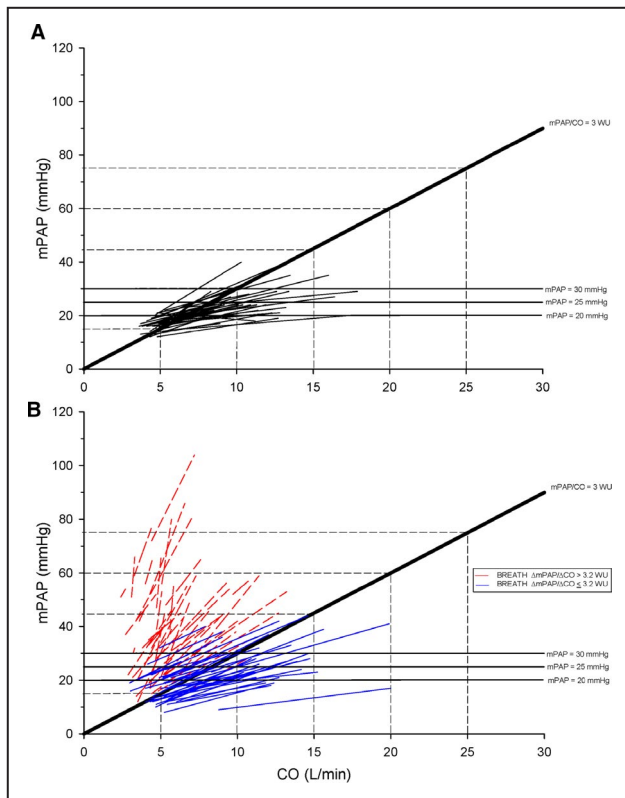 A
120
100
80
60
40
20
0
mPAP (mmHg)
mPAP/CO = 3 WU
mPAP = 30 mmHg
mPAP = 25 mmHg
mPAP = 20 mmHg
0 5 10 15 20 25 30
B
120
100
80
60
40
20
0
mPAP (mmHg)
mPAP/CO = 3 WU
BREATH ΔmPAP/ΔCO > 3.2 WU
BREATH ΔmPAP/ΔCO ≤ 3.2 WU
mPAP = 30 mmHg
mPAP = 25 mmHg
mPAP = 20 mmHg
0 5 10 15 20 25 30
CO (L/min)